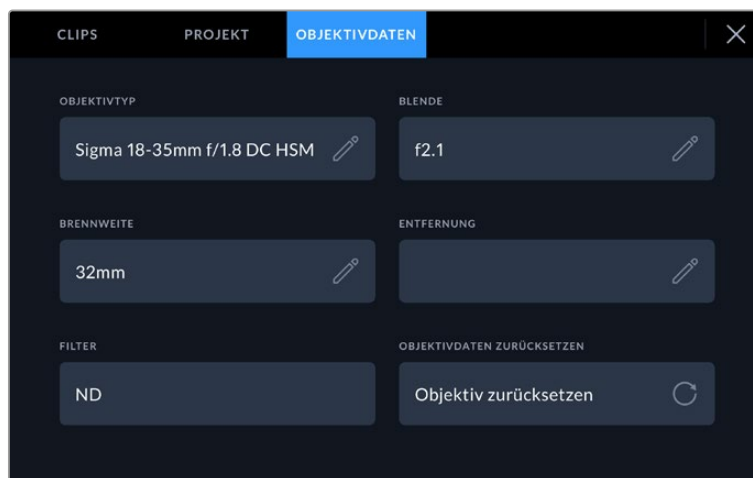 CLIPS PROJEKT OBJEKTIVDATEN
OBJEKTIVTYP BLENDE
Sigma 18-35mm f/1.8 DC HSM f2.1
BRENNWEITE ENTFERNUNG
32mm
FILTER OBJEKTIVDATEN ZURÜCKSETZEN
ND Objektiv zurücksetzen